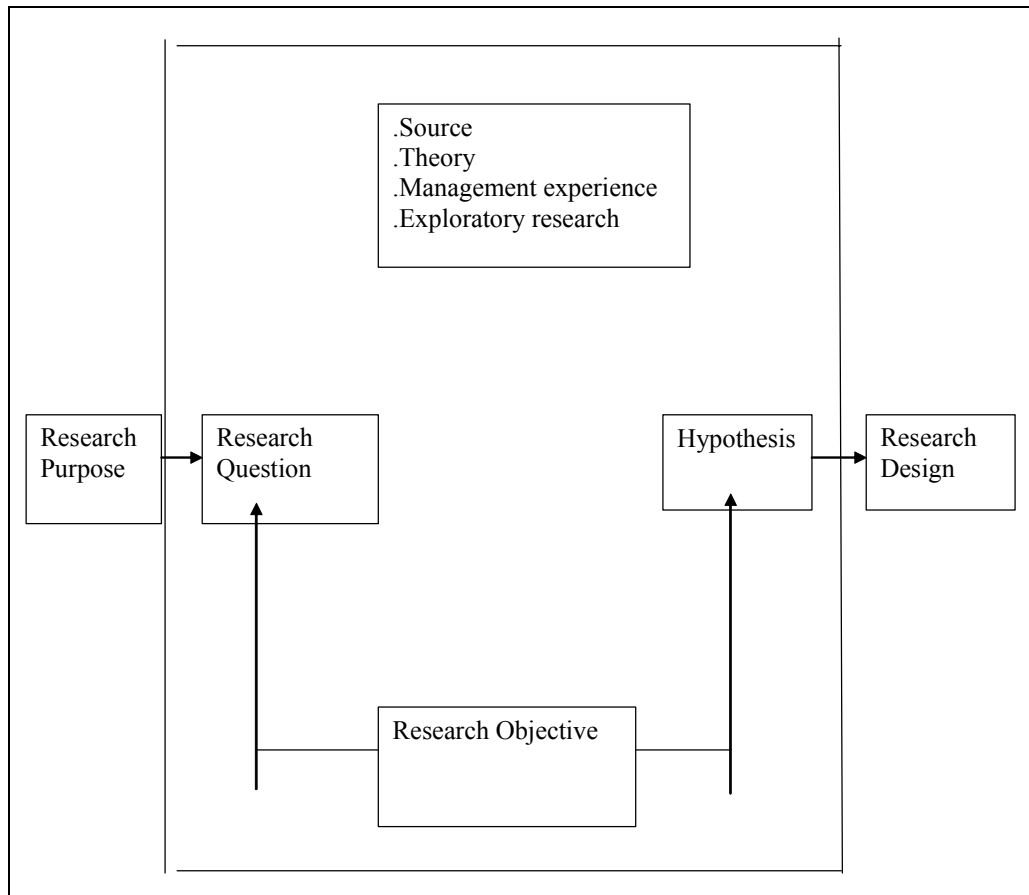 .Source
.Theory
.Management experience
.Exploratory research
Research
Purpose
Research
Question
Hypothesis
Research
Design
Research Objective